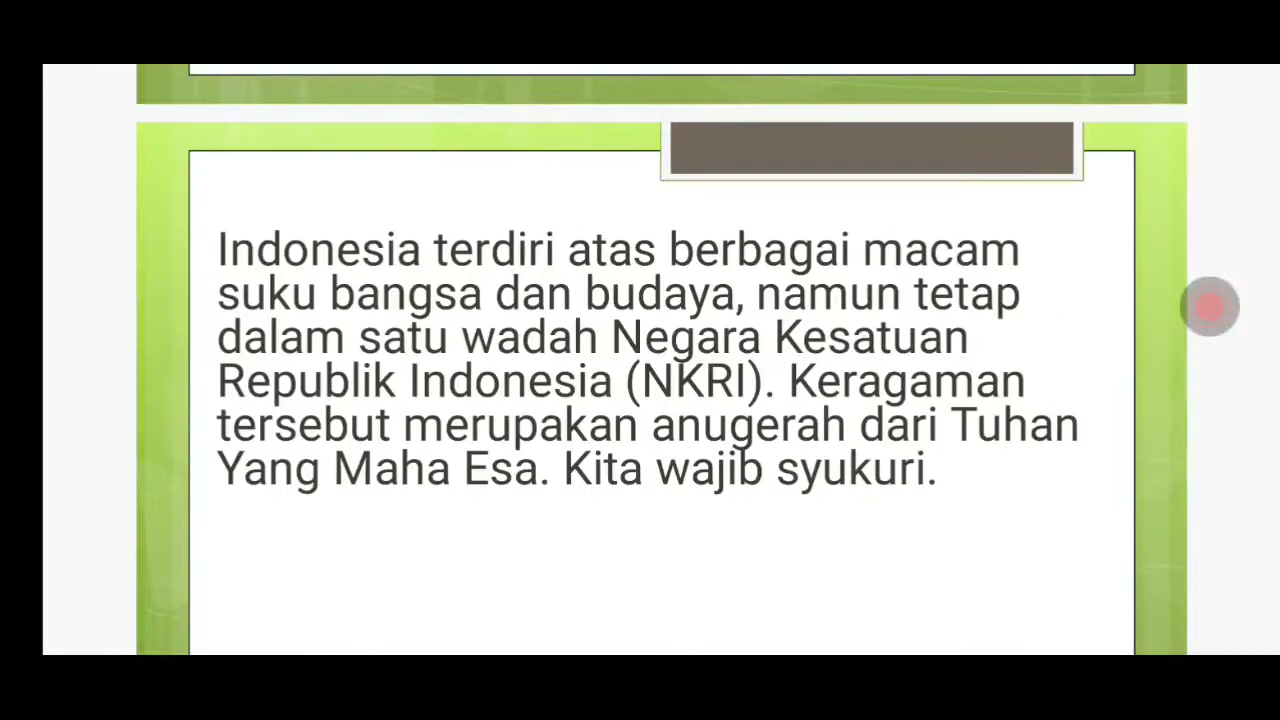 Indonesia terdiri atas berbagai macam
suku bangsa dan budaya, namun tetap
dalam satu wadah Negara Kesatuan
Republik Indonesia (NKRI). Keragaman
tersebut merupakan anugerah dari Tuhan
Yang Maha Esa. Kita wajib syukuri.